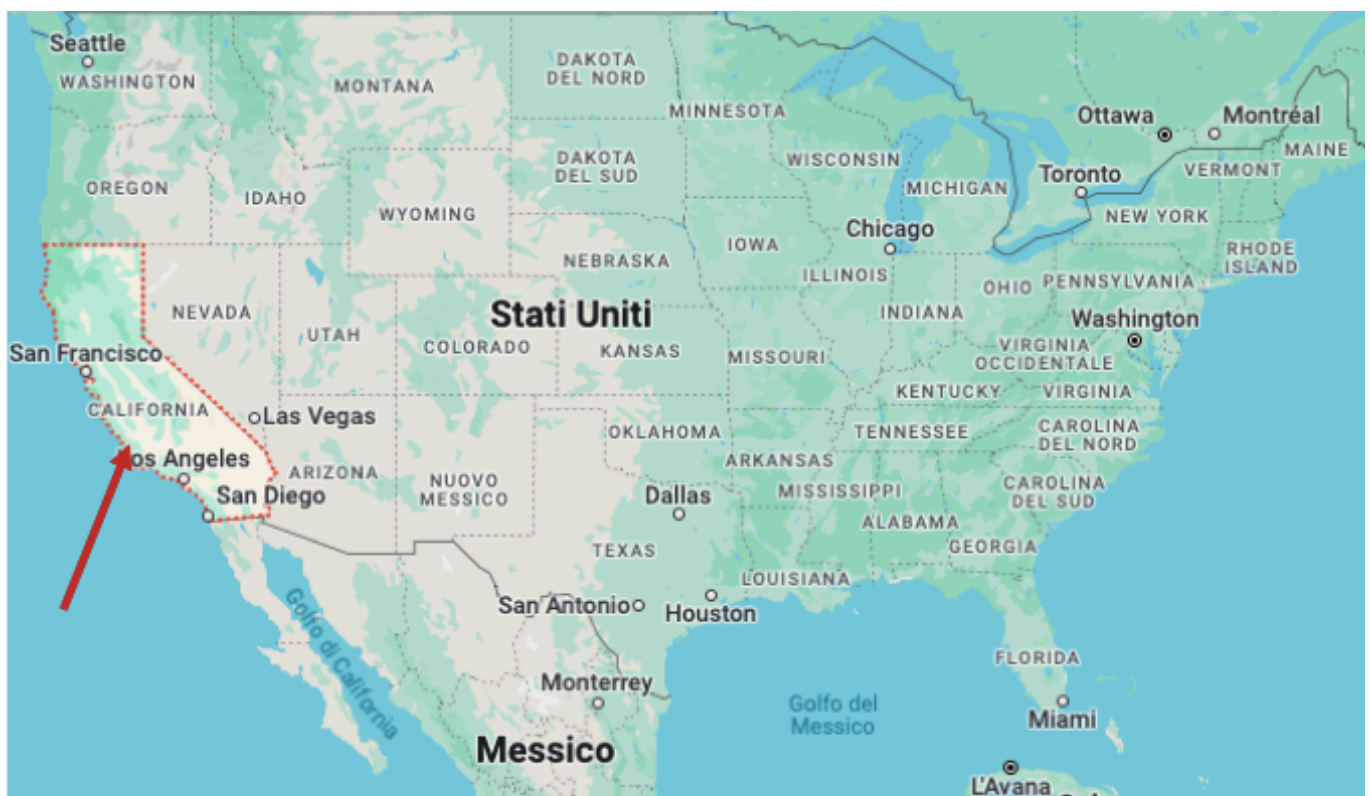 Seattle
WASHINGTON
MONTANA
DAKOTA
DEL NORD
MINNESOTA
Ottawa
Montréal
MAINE
WISCONSIN
DAKOTA
DEL SUD
VERMONT
OREGON
IDAHO
MICHIGAN
Toronto
WYOMING
NEW YORK
Chicago
IOWA
RHODE
ISLAND
NEBRASKA
ILLINOIS
OHIO
PENNSYLVANIA
NEVADA
Stati Uniti
INDIANA
Washington
UTAH
COLORADO
KANSAS
MISSOURI
VIRGINIA
OCCIDENTALE
San Francisco
KENTUCKY
VIRGINIA
CALIFORNIA
Las Vegas
OKLAHOMA
TENNESSEE
CAROLINA
DEL NORD
os Angeles
ARIZONA
NUOVO
MESSICO
ARKANSAS
San Diego
Dallas
MISSISSIPPI
CAROLINA
DEL SUD
ALABAMA
TEXAS
GEORGIA
LOUISIANA
San Antonio
Houston
Golfo di California
FLORIDA
Monterrey
Golfo del
Messico
Miami
Messico
L'Avana